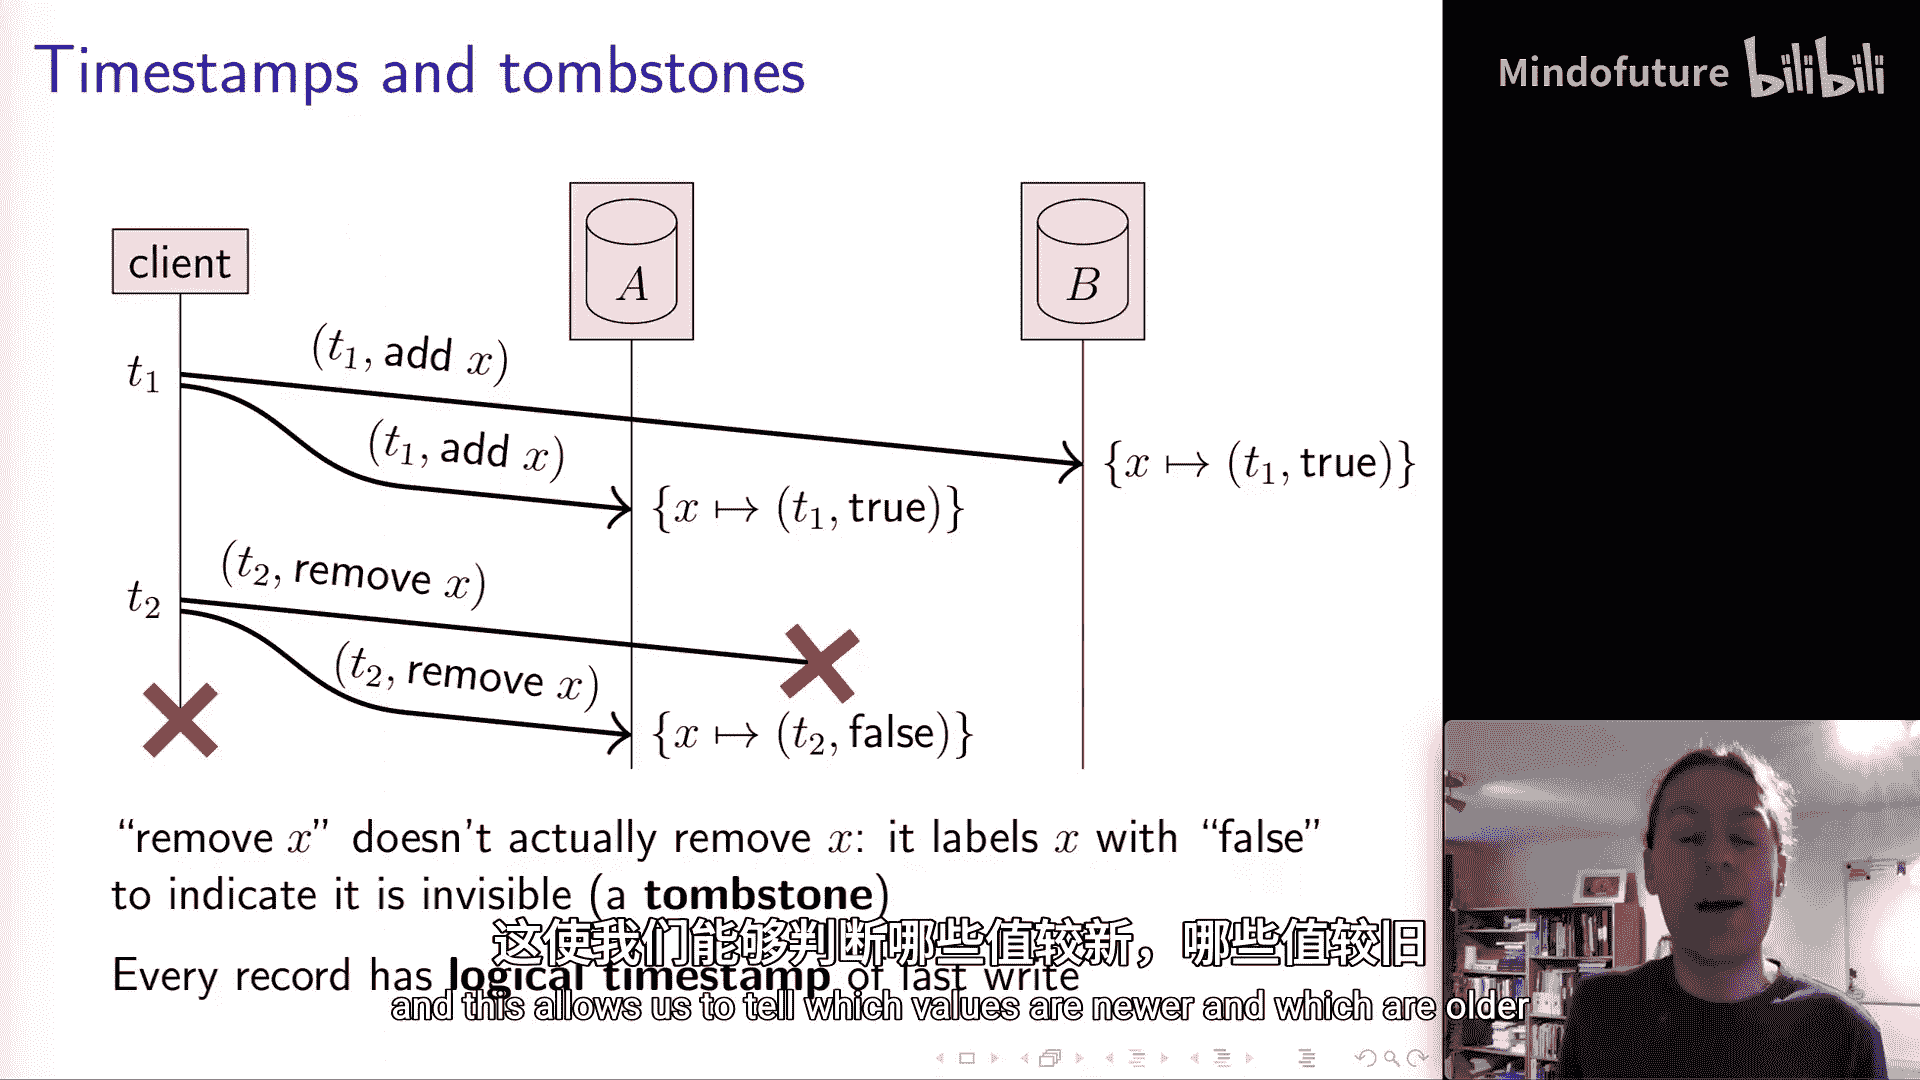 Timestamps and tombstones
Mindofuture bilibili
client
A
B
t₁
(t₁, add x)
(t₁, add x)
{x ↦ (t₁, true)}
{x ↦ (t₁, true)}
t₂
(t₂, remove x)
(t₂, remove x)
{x ↦ (t₂, false)}
“remove x” doesn't actually remove x: it labels x with “false”
to indicate it is invisible (a tombstone)
这使我们能够判断哪些值较新，哪些值较旧
Every record has logical timestamp of last write
and this allows us to tell which values are newer and which are older